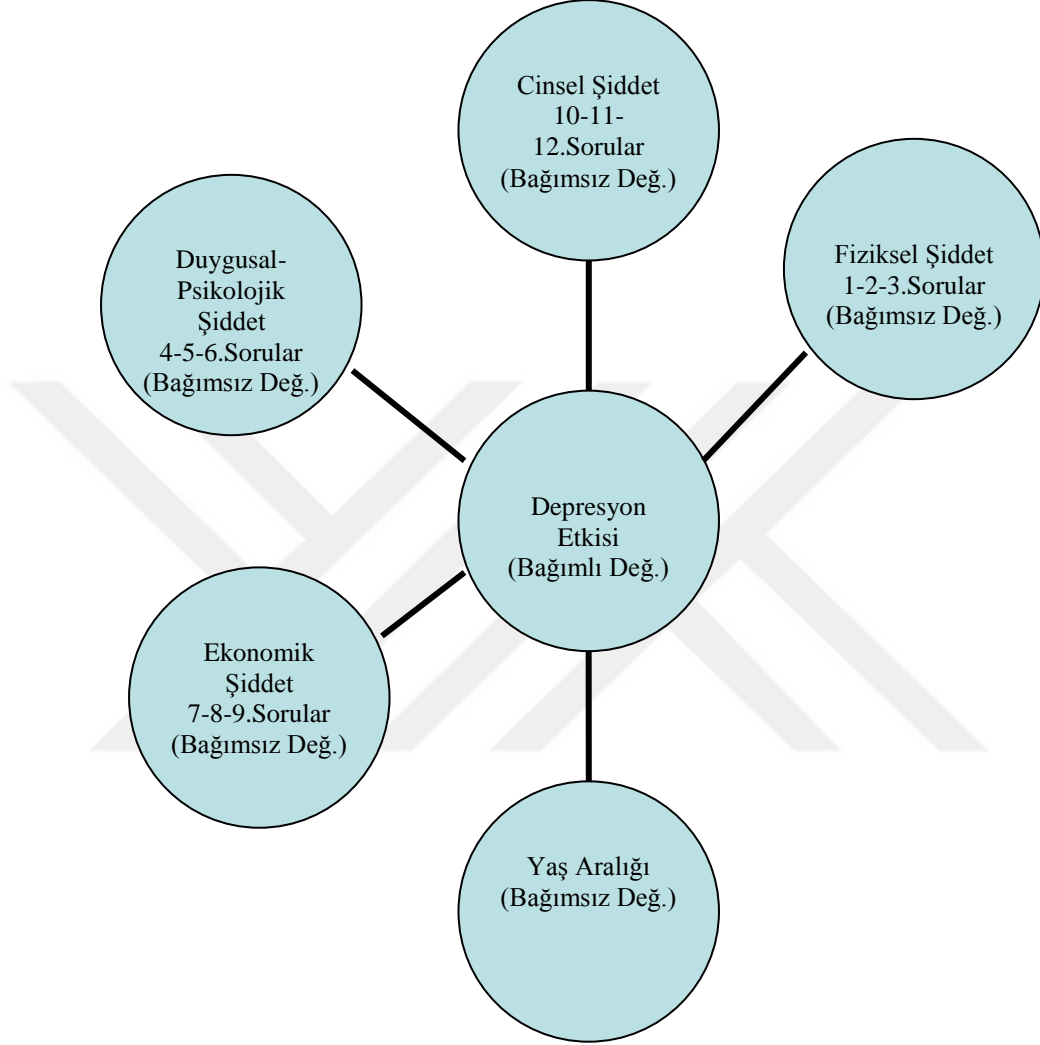 Cinsel Şiddet
10-11-
12.Sorular
(Bağımsız Değ.)
Fiziksel Şiddet
1-2-3.Sorular
(Bağımsız Değ.)
Duygusal-
Psikolojik
Şiddet
4-5-6.Sorular
(Bağımsız Değ.)
Depresyon
Etkisi
(Bağımlı Değ.)
Ekonomik
Şiddet
7-8-9.Sorular
(Bağımsız Değ.)
Yaş Aralığı
(Bağımsız Değ.)